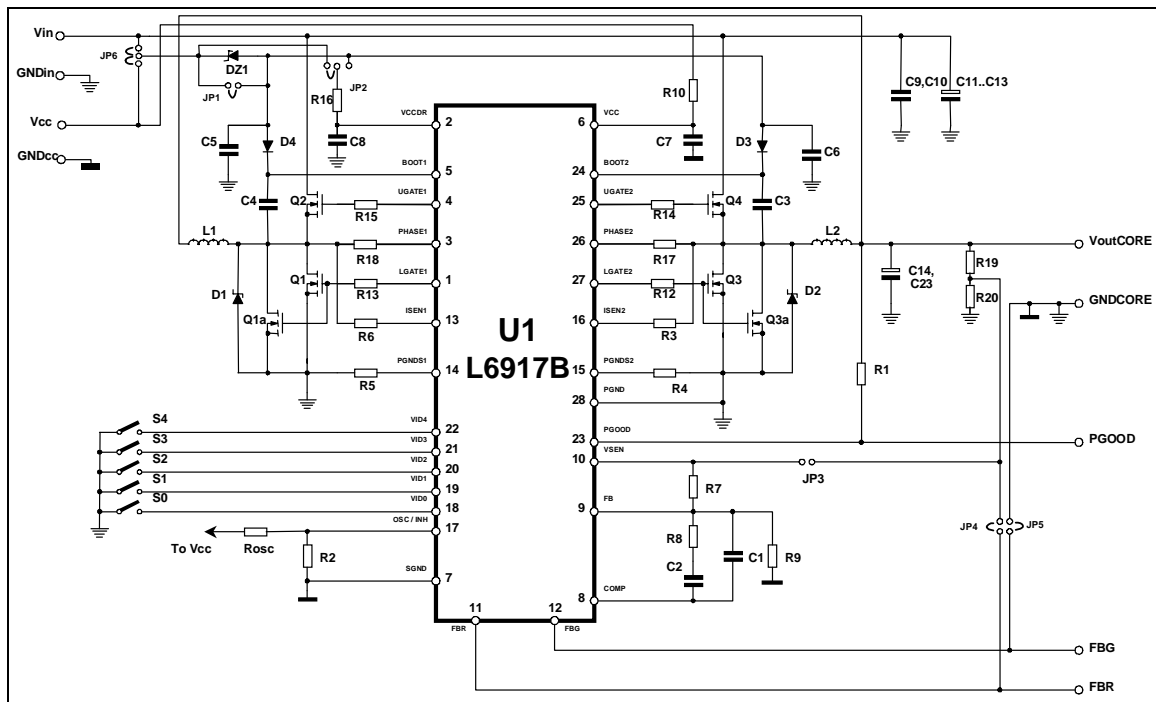 Vin
JP6
GNDin
DZ1
JP1
JP2
R16
Vcc
GNDcc
C5
D4
C8
VCCDR
2
6
VCC
R10
C7
D3
C6
C9,C10
C11..C13
BOOT1
5
24
BOOT2
C4
Q2
R15
UGATE1
4
25
UGATE2
R14
Q4
C3
L1
R18
PHASE1
3
26
PHASE2
R17
L2
VoutCORE
D1
Q1
R13
LGATE1
1
27
LGATE2
R12
Q3
D2
C14,
C23
R19
R20
GNDCORE
Q1a
R6
ISEN1
13
U1
L6917B
16
ISEN2
R3
Q3a
R5
PGNDS1
14
15
PGNDS2
R4
R1
28
PGND
S4
VID4
22
23
PGOOD
PGOOD
S3
VID3
21
10
VSEN
JP3
S2
VID2
20
R7
S1
VID1
19
9
FB
S0
VID0
18
OSC / INH
17
To Vcc
Rosc
R2
R8
C2
C1
R9
JP4
JP5
SGND
7
8
COMP
11
12
FBR
FBG
FBG
FBR